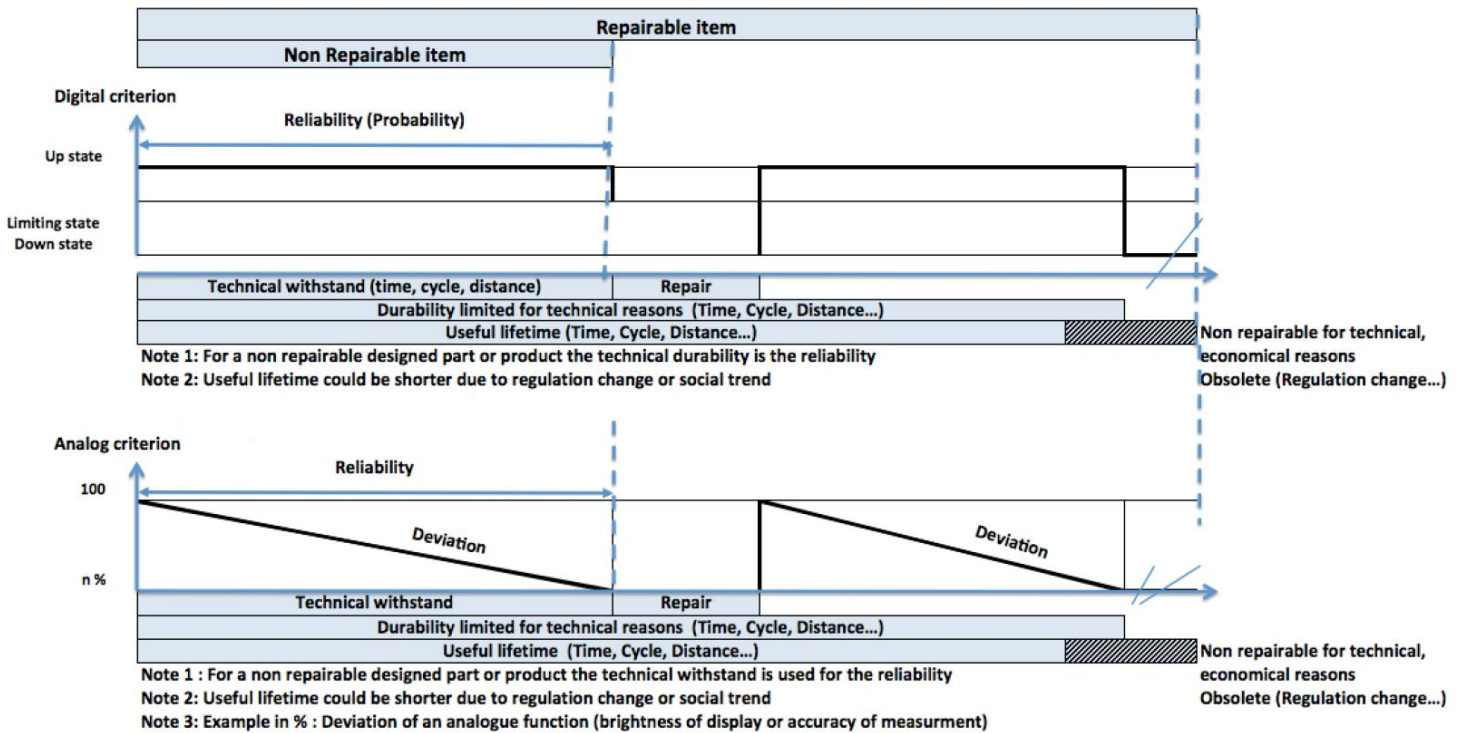 Repairable item
Non Repairable item
Digital criterion
Reliability (Probability)
Up state
Limiting state
Down state
Technical withstand (time, cycle, distance)
Repair
Durability limited for technical reasons (Time, Cycle, Distance...)
Useful lifetime (Time, Cycle, Distance...)
Non repairable for technical,
economical reasons
Obsolete (Regulation change...)
Note 1: For a non repairable designed part or product the technical durability is the reliability
Note 2: Useful lifetime could be shorter due to regulation change or social trend
Analog criterion
Reliability
100
Deviation
Deviation
n %
Technical withstand
Repair
Durability limited for technical reasons (Time, Cycle, Distance...)
Useful lifetime (Time, Cycle, Distance...)
Non repairable for technical,
economical reasons
Obsolete (Regulation change...)
Note 1 : For a non repairable designed part or product the technical withstand is used for the reliability
Note 2: Useful lifetime could be shorter due to regulation change or social trend
Note 3: Example in % : Deviation of an analogue function (brightness of display or accuracy of measurment)